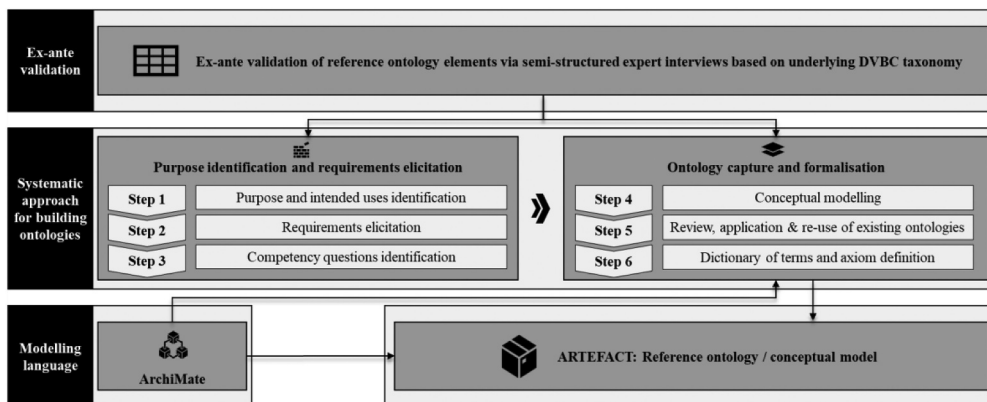 Ex-ante
validation
Ex-ante validation of reference ontology elements via semi-structured expert interviews based on underlying DVBC taxonomy
Systematic
approach
for building
ontologies
Purpose identification and requirements elicitation
Step 1
Purpose and intended uses identification
Step 2
Requirements elicitation
Step 3
Competency questions identification
Ontology capture and formalisation
Step 4
Conceptual modelling
Step 5
Review, application & re-use of existing ontologies
Step 6
Dictionary of terms and axiom definition
Modelling
language
ArchiMate
ARTEFACT: Reference ontology / conceptual model